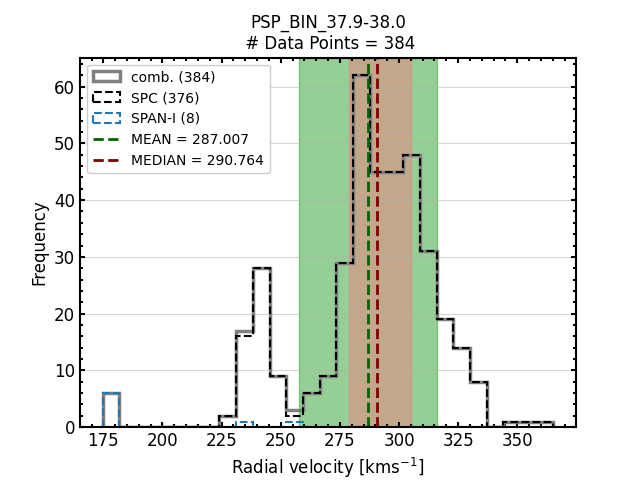 PSP_BIN_37.9-38.0
# Data Points = 384
comb. (384)
SPC (376)
SPAN-I (8)
MEAN = 287.007
MEDIAN = 290.764
Frequency
60
50
40
30
20
10
0
175 200 225 250 275 300 325 350
Radial velocity [kms⁻¹]